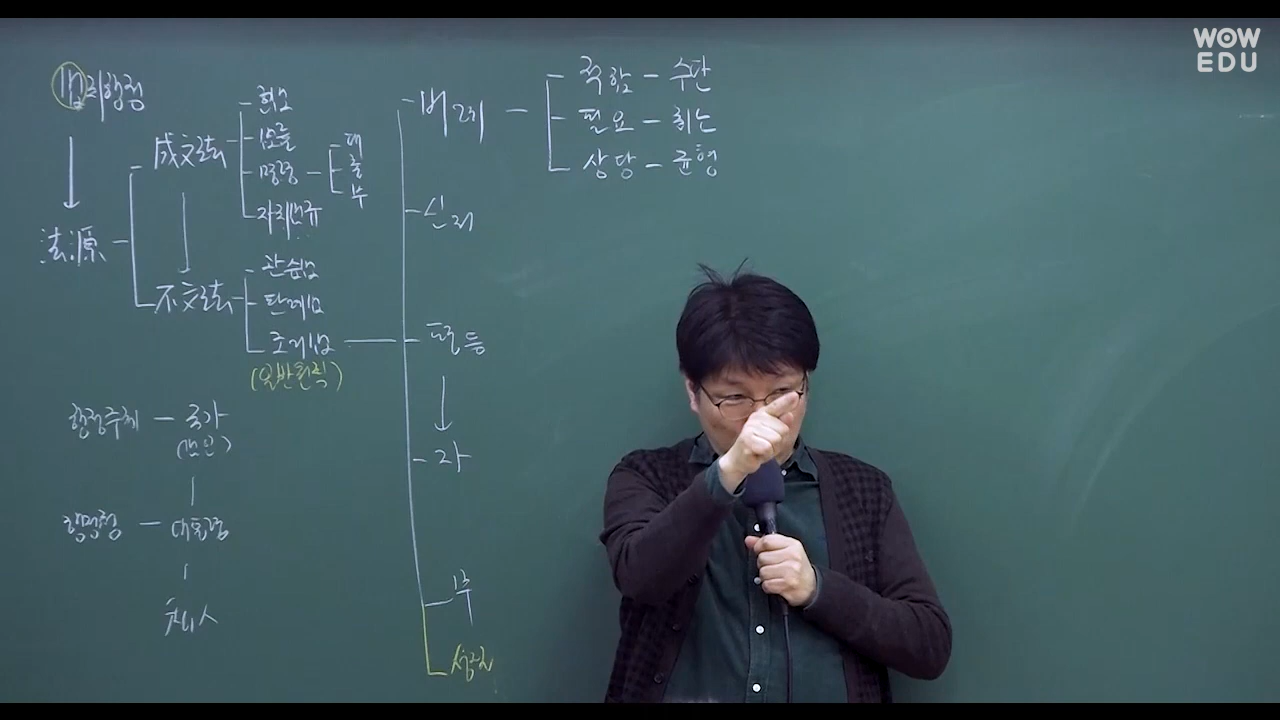 WOW
EDU
법치행정
法源
成文法
헌법
법률
명령
대
총
부
자치법규
不文法
관습법
판례법
조리법
(일반원칙)
행정주체 - 국가
(법인)
행정청 - 대통령
비례
적합 - 수단
필요 - 최소
상당 - 균형
신뢰
평등
자
부